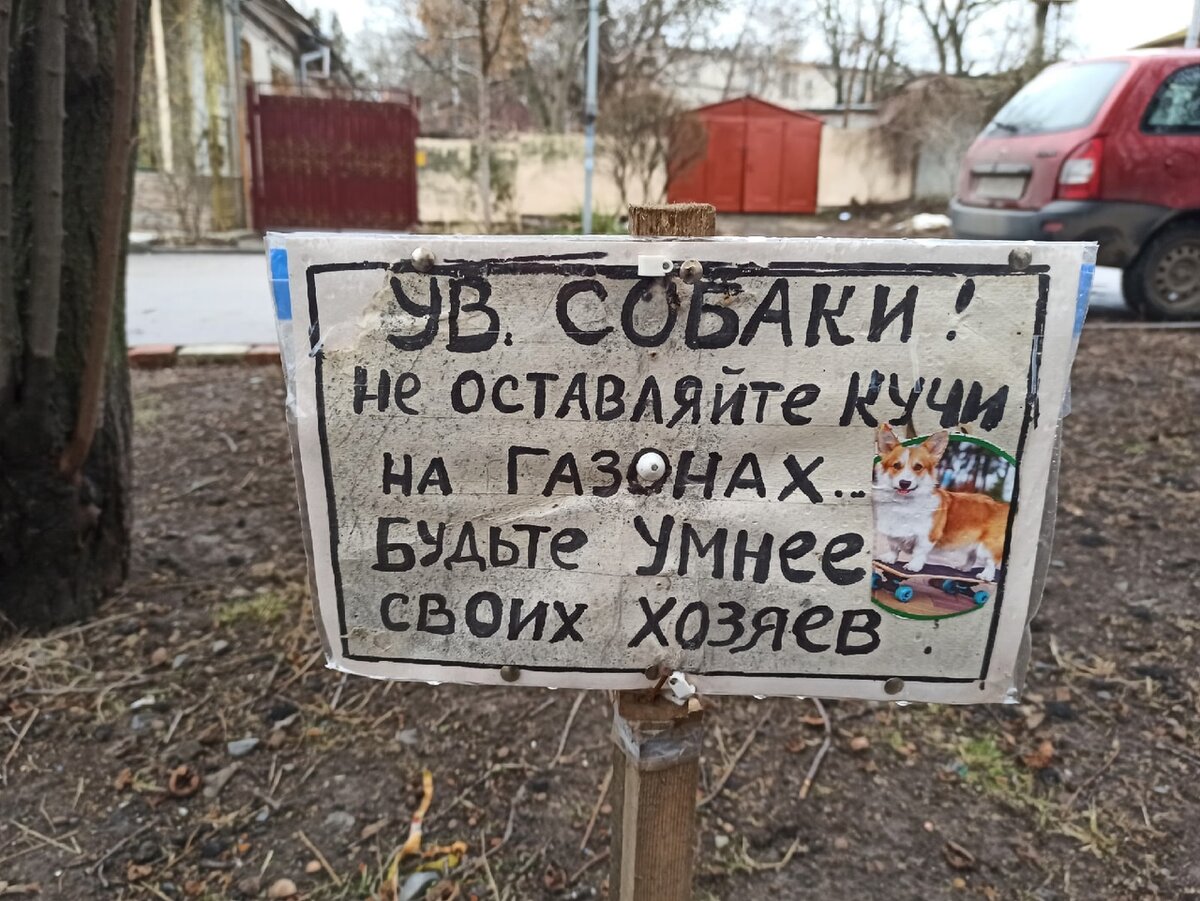 УВ. СОБАКИ!
НЕ ОСТАВЛЯЙТЕ КУЧИ
НА ГАЗОНАХ...
БУДЬТЕ УМНЕЕ
СВОИХ ХОЗЯЕВ.